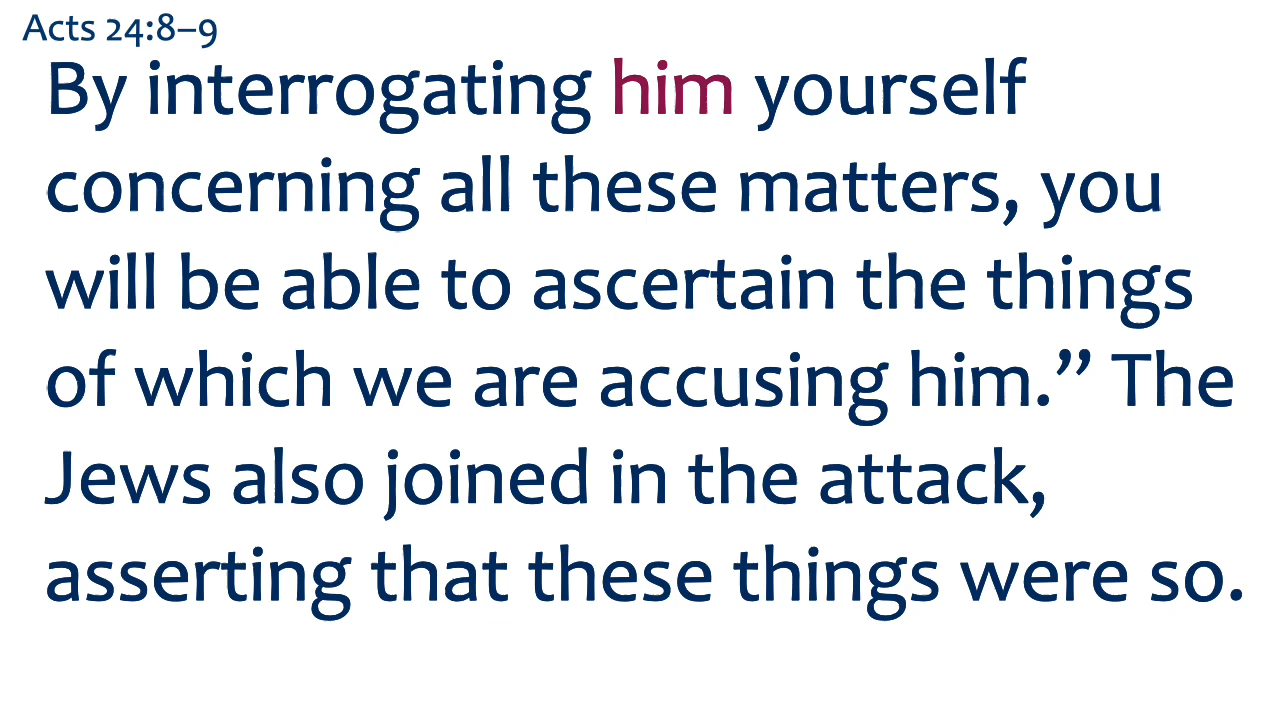 Acts 24:8–9
By interrogating him yourself
concerning all these matters, you
will be able to ascertain the things
of which we are accusing him.” The
Jews also joined in the attack,
asserting that these things were so.